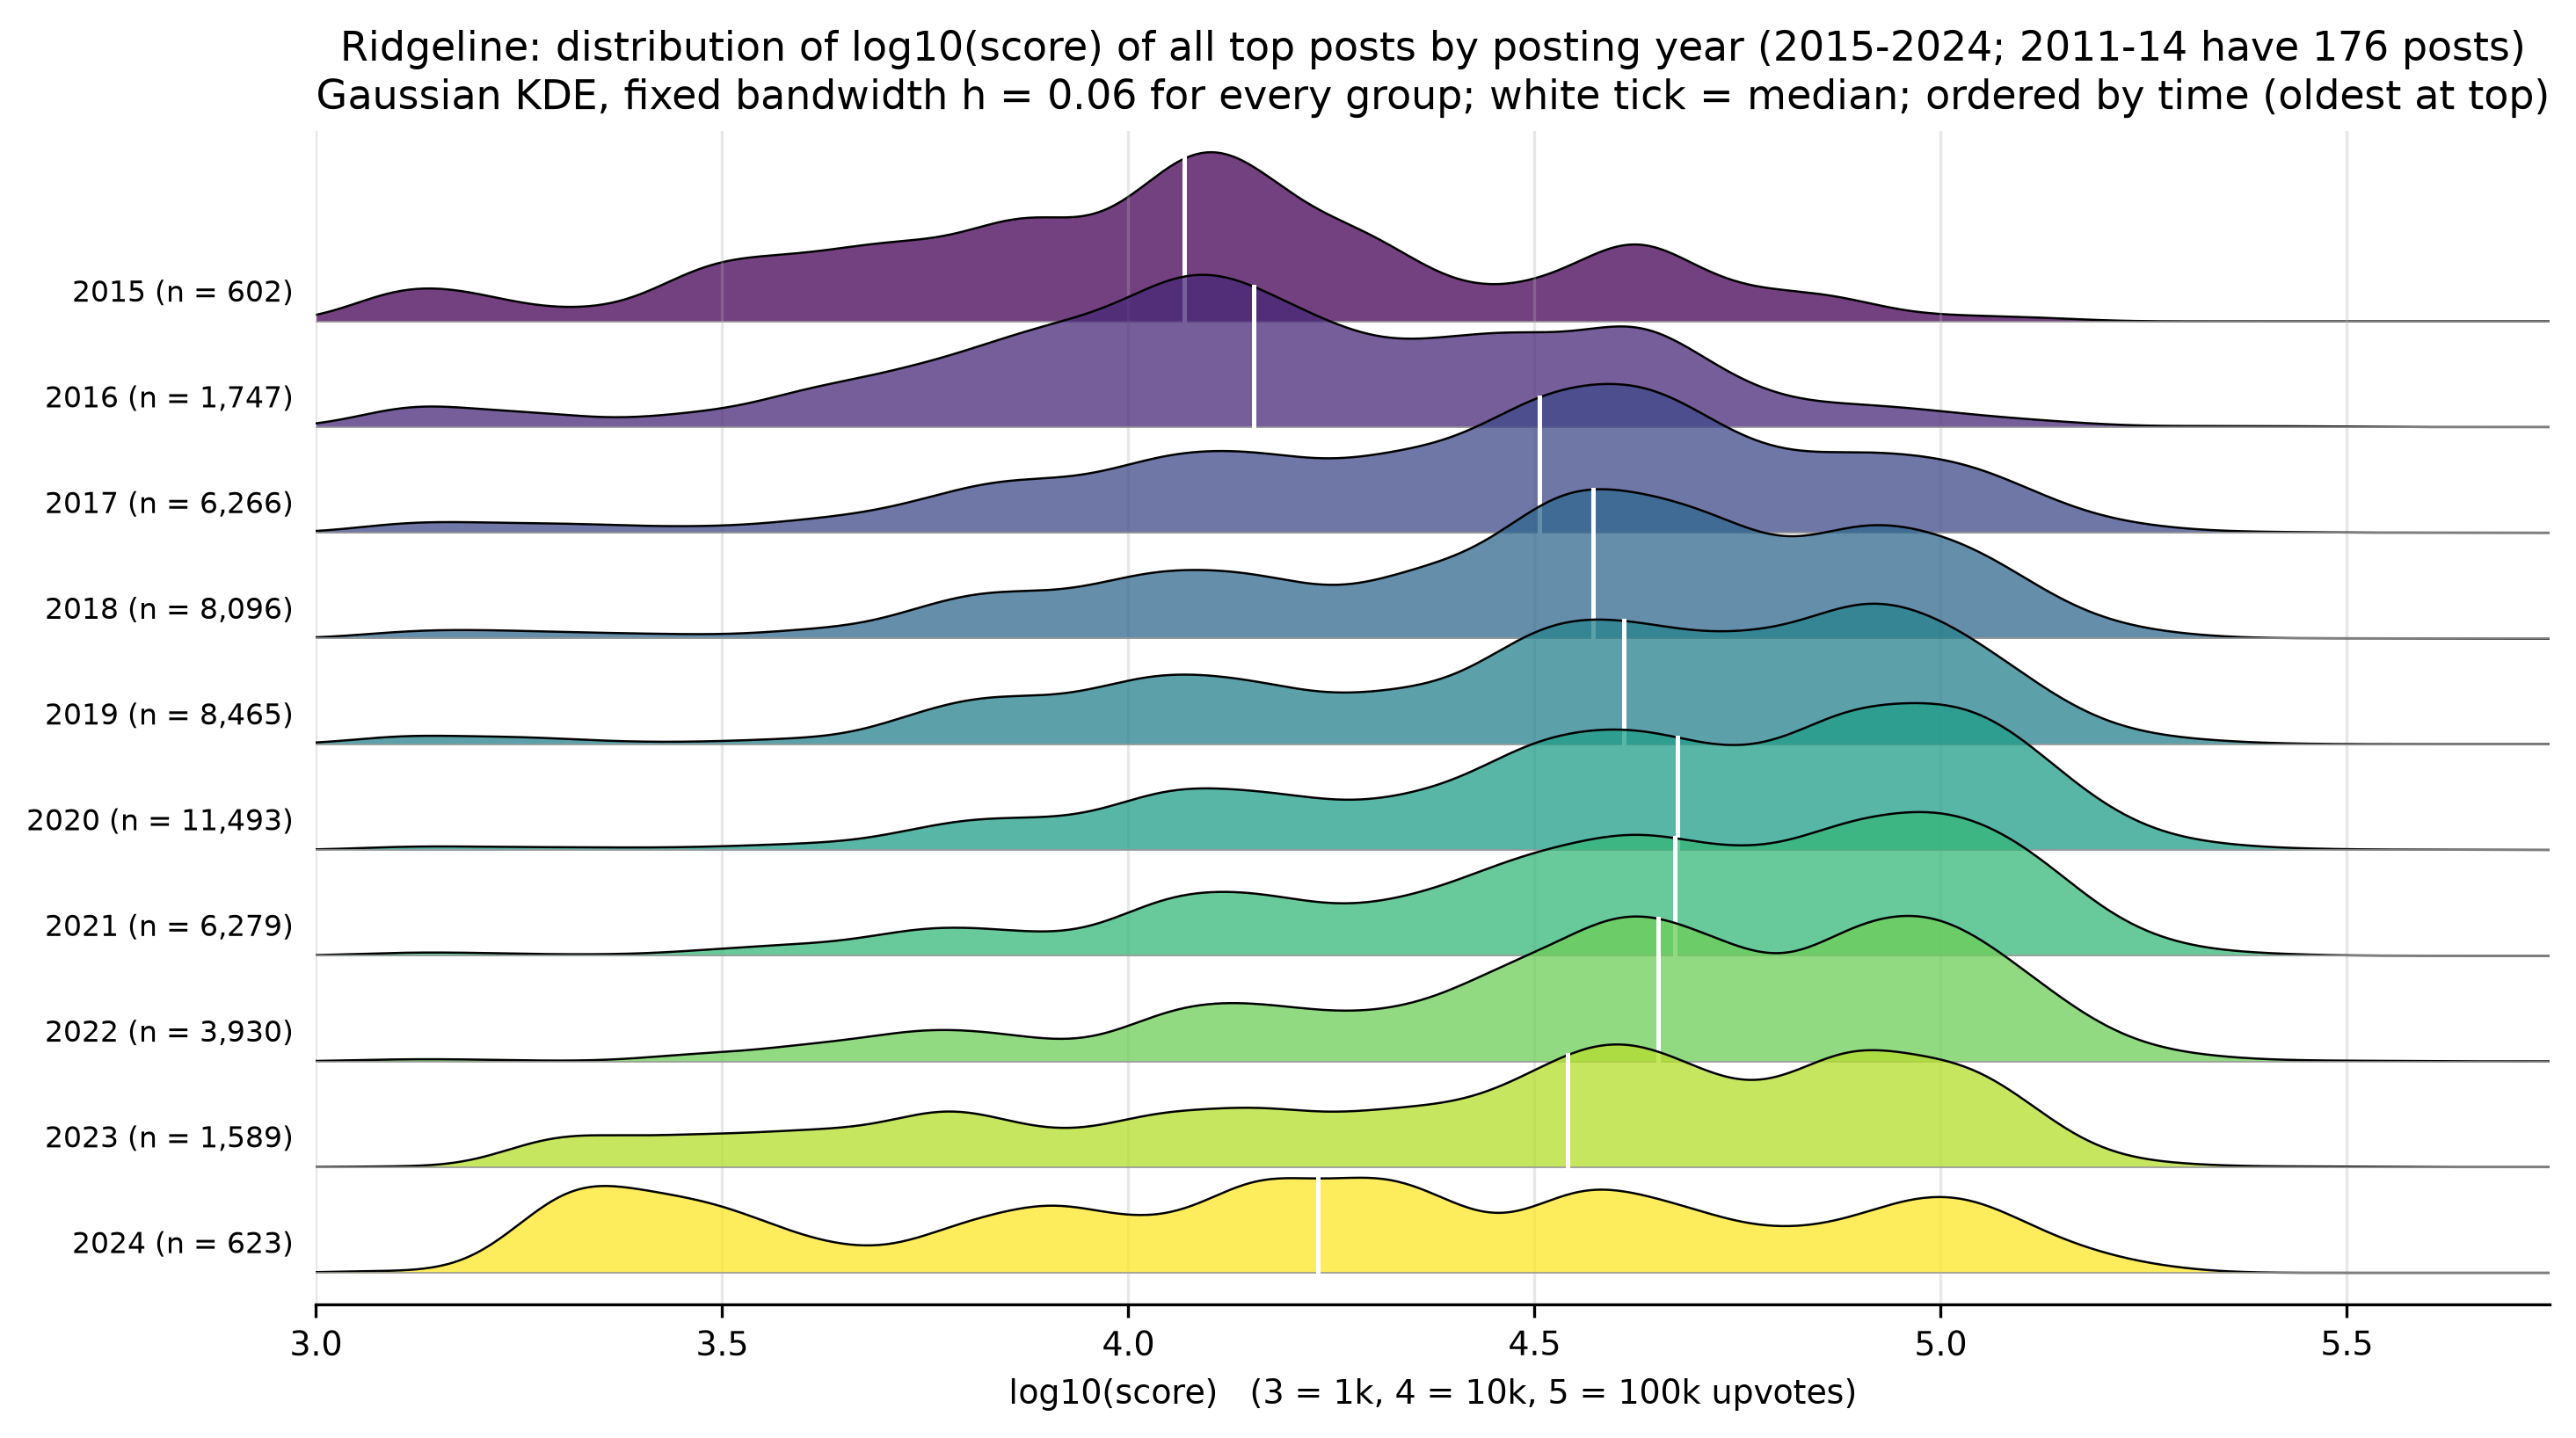 Ridgeline: distribution of log10(score) of all top posts by posting year (2015-2024; 2011-14 have 176 posts)
Gaussian KDE, fixed bandwidth h = 0.06 for every group; white tick = median; ordered by time (oldest at top)
2015 (n = 602)
2016 (n = 1,747)
2017 (n = 6,266)
2018 (n = 8,096)
2019 (n = 8,465)
2020 (n = 11,493)
2021 (n = 6,279)
2022 (n = 3,930)
2023 (n = 1,589)
2024 (n = 623)
3.0 3.5 4.0 4.5 5.0 5.5
log10(score)   (3 = 1k, 4 = 10k, 5 = 100k upvotes)